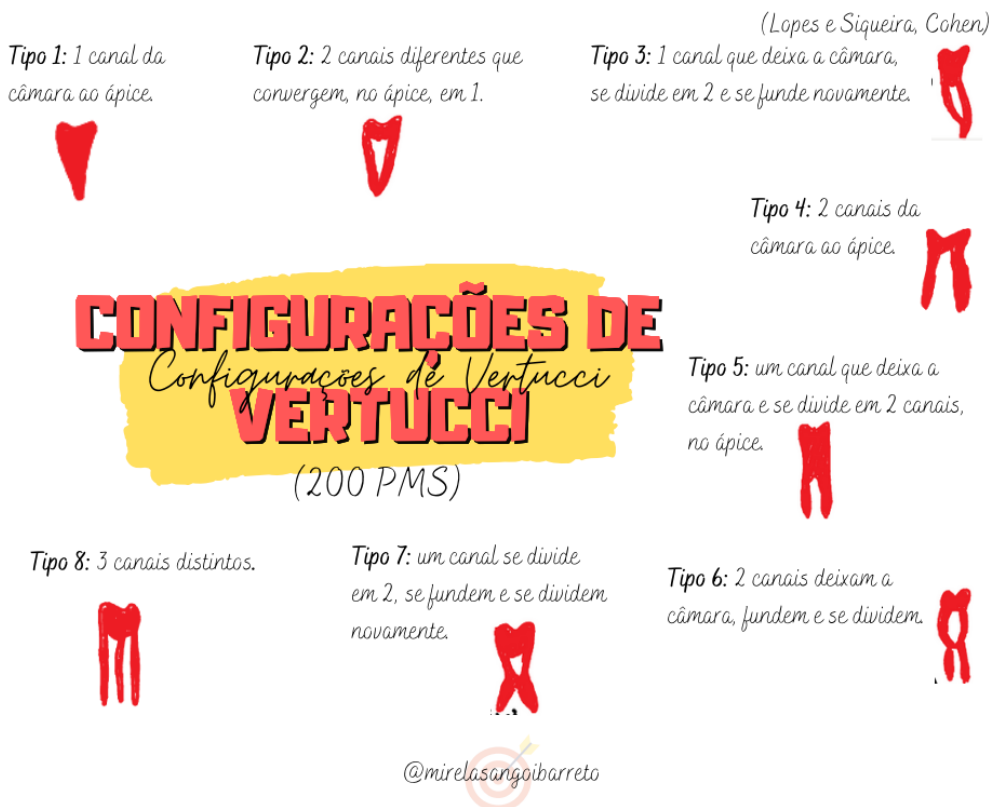 (Lopes e Siqueira, Cohen)
Tipo 1: 1 canal da
câmara ao ápice.
Tipo 2: 2 canais diferentes que
convergem, no ápice, em 1.
Tipo 3: 1 canal que deixa a câmara,
se divide em 2 e se funde novamente.
Tipo 4: 2 canais da
câmara ao ápice.
CONFIGURAÇÕES DE
Configurações de Vertucci
VERTUCCI
(200 PMS)
Tipo 5: um canal que deixa a
câmara e se divide em 2 canais,
no ápice.
Tipo 6: 2 canais deixam a
câmara, fundem e se dividem.
Tipo 7: um canal se divide
em 2, se fundem e se dividem
novamente.
Tipo 8: 3 canais distintos.
@mirelasangoibarreto